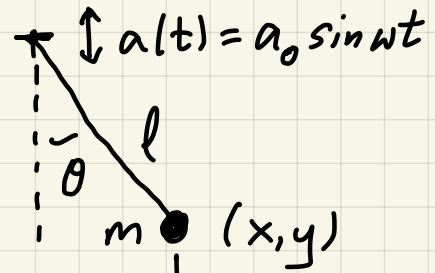 a(t) = a₀ sin ωt
l
θ
m (x,y)